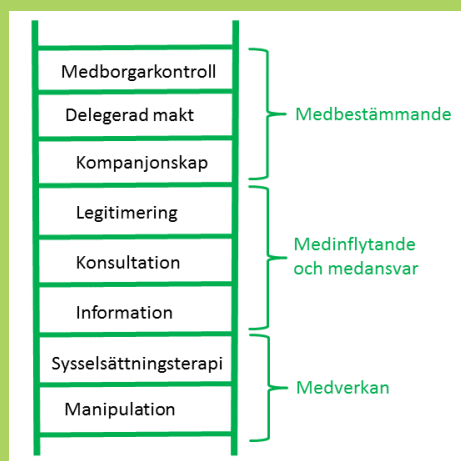 Medborgarkontroll
Delegerad makt
Kompanjonskap
Medbestämmande
Legitimering
Konsultation
Information
Medinflytande
och medansvar
Sysselsättningsterapi
Manipulation
Medverkan